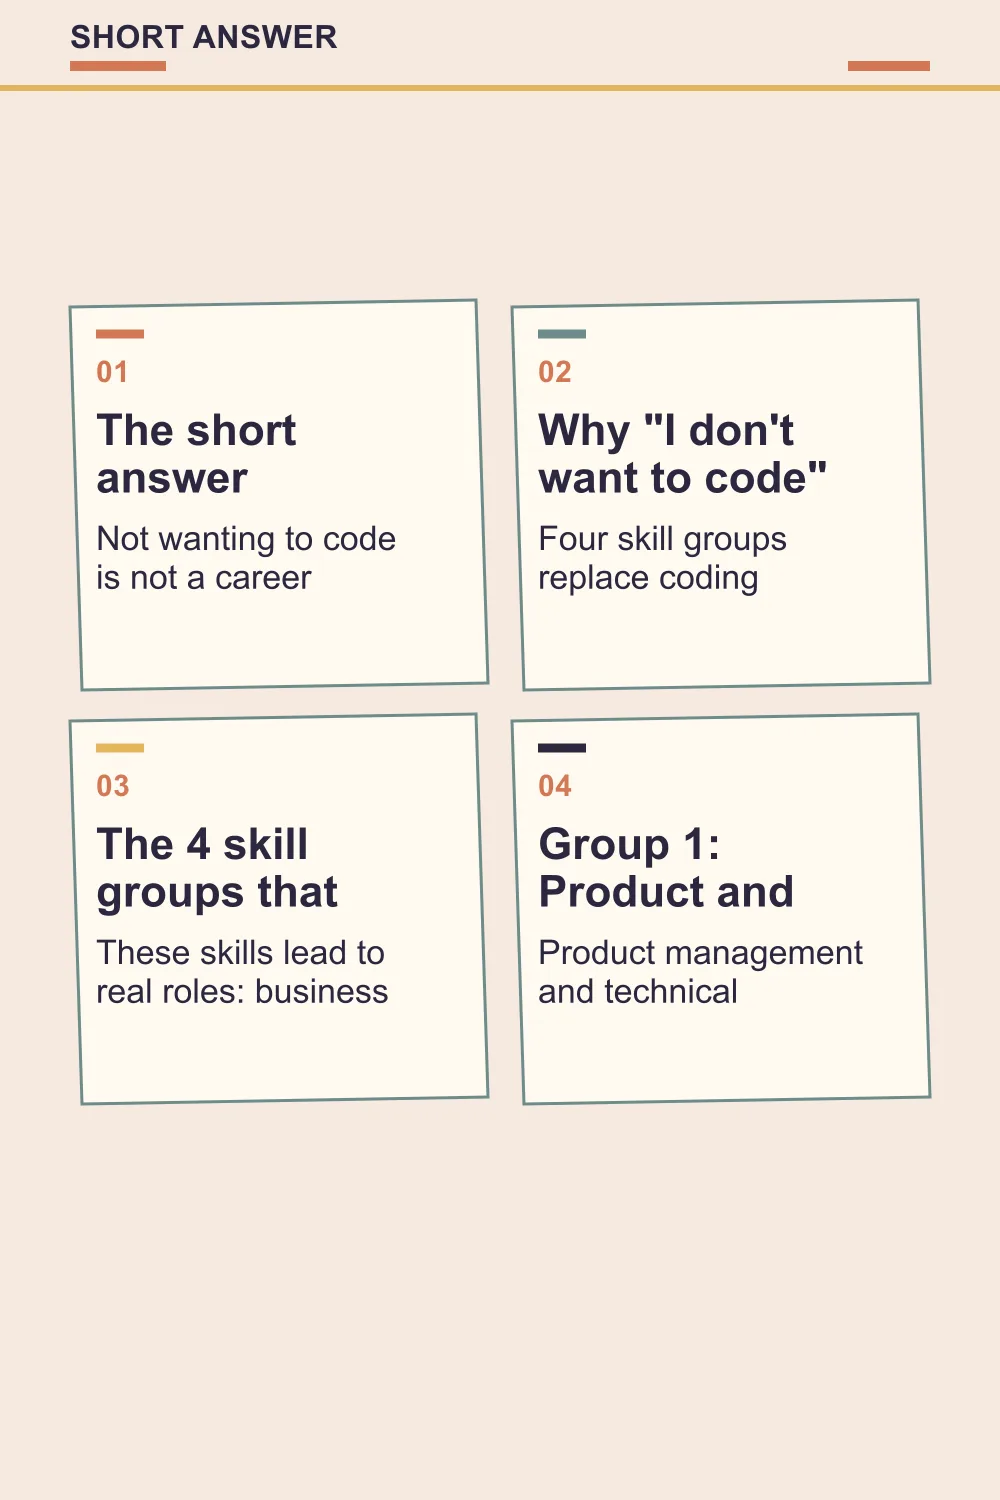 SHORT ANSWER
01
The short
answer
Not wanting to code
is not a career
02
Why "I don't
want to code"
Four skill groups
replace coding
03
The 4 skill
groups that
These skills lead to
real roles: business
04
Group 1:
Product and
Product management
and technical